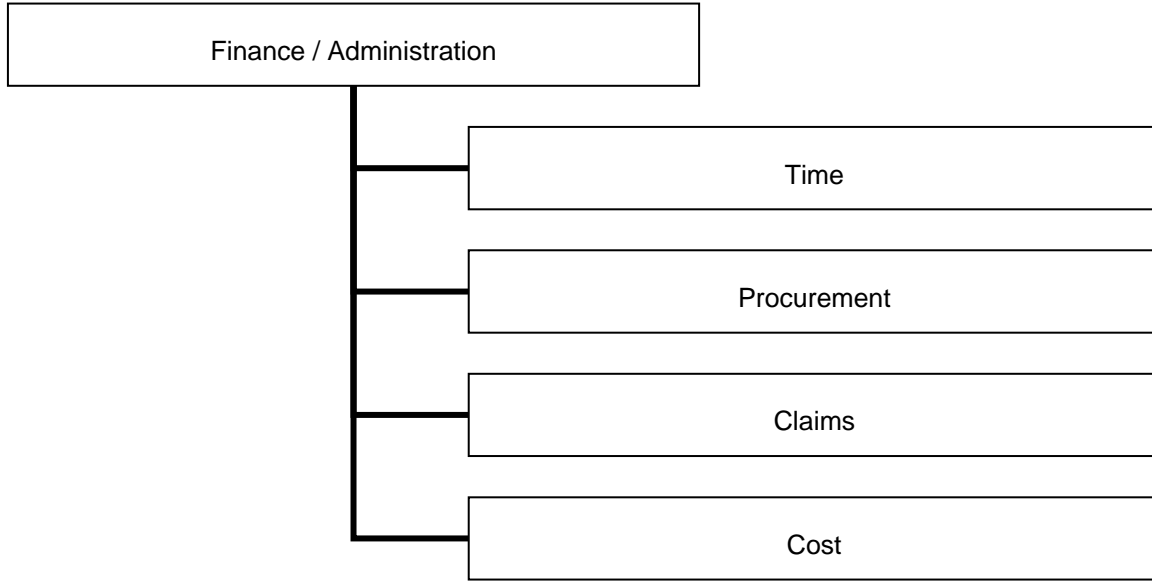 Finance / Administration
Time
Procurement
Claims
Cost